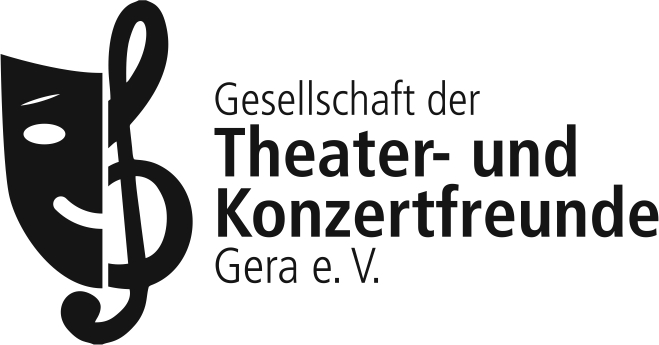 Gesellschaft der
Theater- und
Konzertfreunde
Gera e. V.